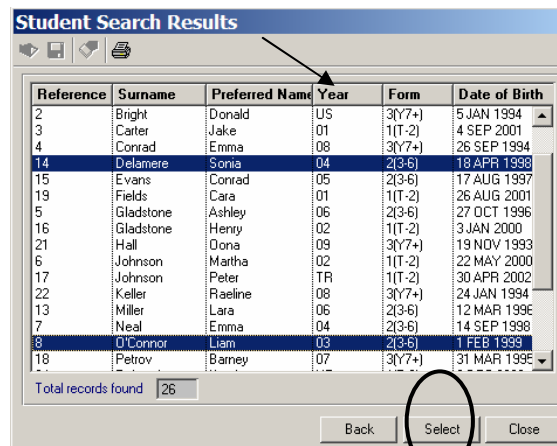 Student Search Results
Reference Surname Preferred Name Year Form Date of Birth
2 Bright Donald US 3(Y7+) 5 JAN 1994
3 Carter Jake 01 1(T-2) 4 SEP 2001
4 Conrad Emma 08 3(Y7+) 26 SEP 1994
14 Delamere Sonia 04 2(3-6) 18 APR 1998
15 Evans Conrad 05 2(3-6) 17 AUG 1997
19 Fields Cara 01 1(T-2) 26 AUG 2001
5 Gladstone Ashley 06 2(3-6) 27 OCT 1996
16 Gladstone Henry 02 1(T-2) 3 JAN 2000
21 Hall Oona 09 3(Y7+) 19 NOV 1993
6 Johnson Martha 02 1(T-2) 22 MAY 2000
17 Johnson Peter TR 1(T-2) 30 APR 2002
22 Keller Raeline 08 3(Y7+) 24 JAN 1994
13 Miller Lara 06 2(3-6) 12 MAR 1996
7 Neal Emma 04 2(3-6) 14 SEP 1998
8 O'Connor Liam 03 2(3-6) 1 FEB 1999
18 Petrov Barney 07 3(Y7+) 31 MAR 1995
Total records found 26
Back Select Close